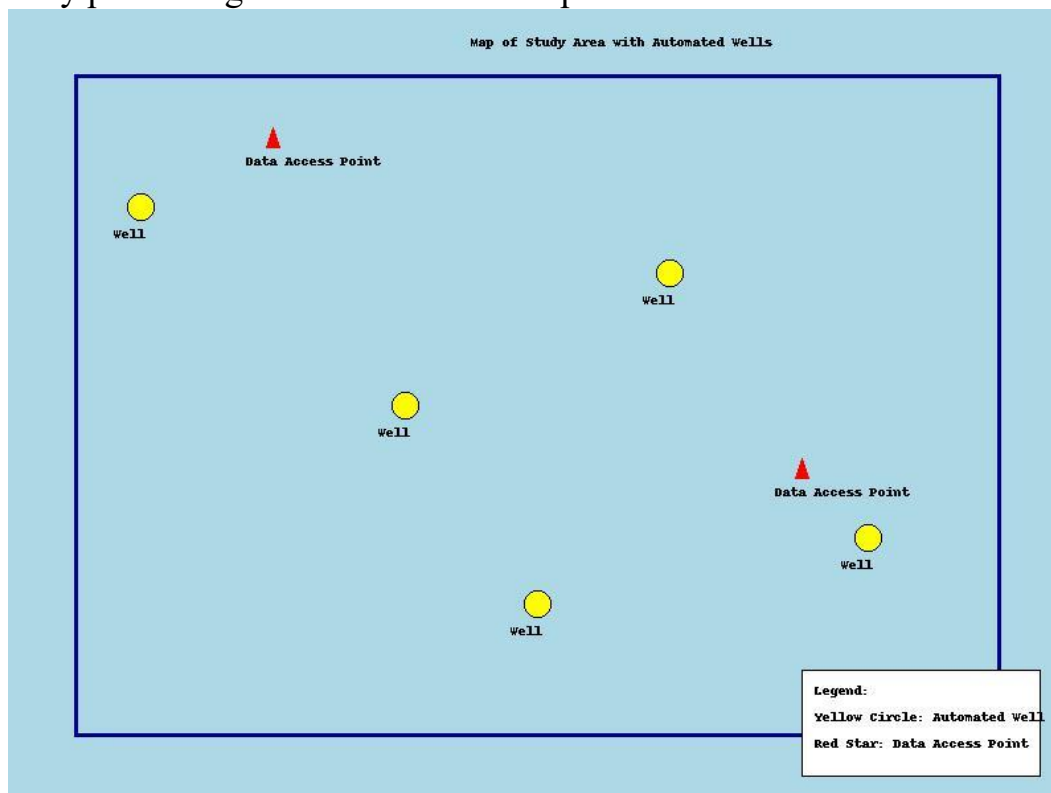 Map of Study Area with Automated Wells
Data Access Point
Well
Well
Well
Data Access Point
Well
Well
Legend:
Yellow Circle: Automated Well
Red Star: Data Access Point